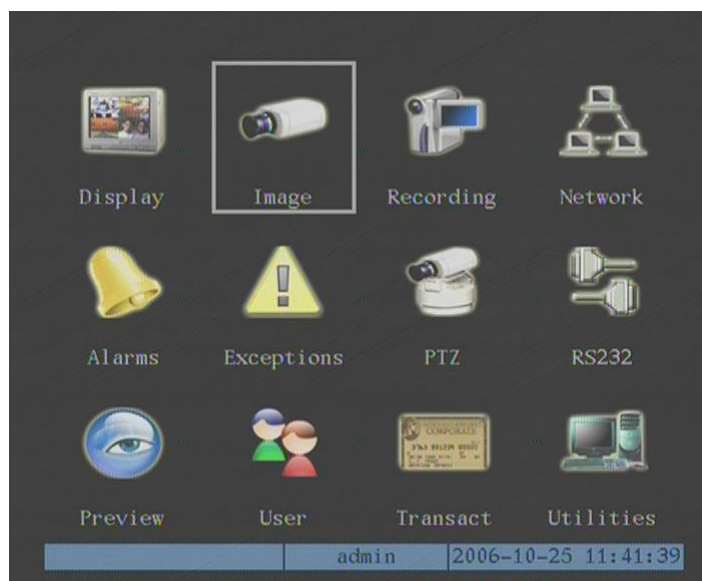 Display Image Recording Network
Alarms Exceptions PTZ RS232
CORPORATE
Preview User Transact Utilities
admin 2006-10-25 11:41:39